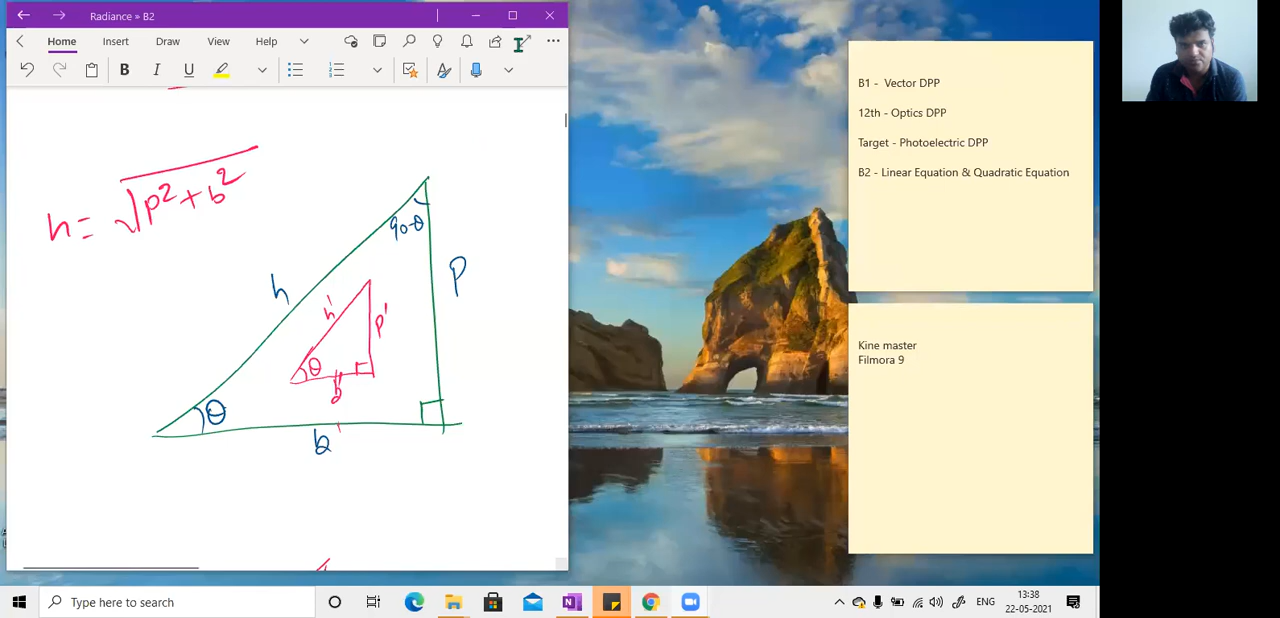 Radiance » B2
Home Insert Draw View Help
B I U
h = √p²+b²
90-θ
h
P
h'
p'
θ
b'
θ
b
B1 - Vector DPP
12th - Optics DPP
Target - Photoelectric DPP
B2 - Linear Equation & Quadratic Equation
Kine master
Filmora 9
Type here to search
ENG
13:38
22-05-2021